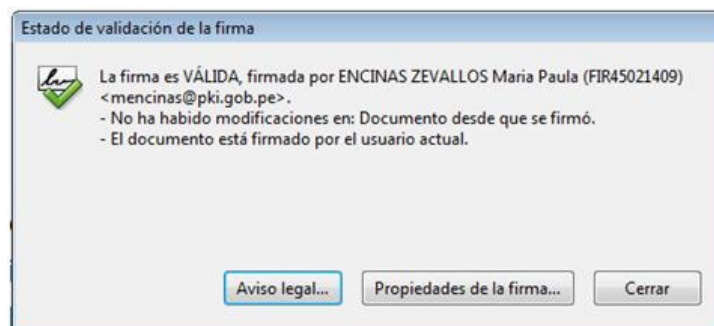 Estado de validación de la firma
La firma es VÁLIDA, firmada por ENCINAS ZEVALLOS Maria Paula (FIR45021409)
<mencinas@pki.gob.pe>.
- No ha habido modificaciones en: Documento desde que se firmó.
- El documento está firmado por el usuario actual.
Aviso legal... Propiedades de la firma... Cerrar